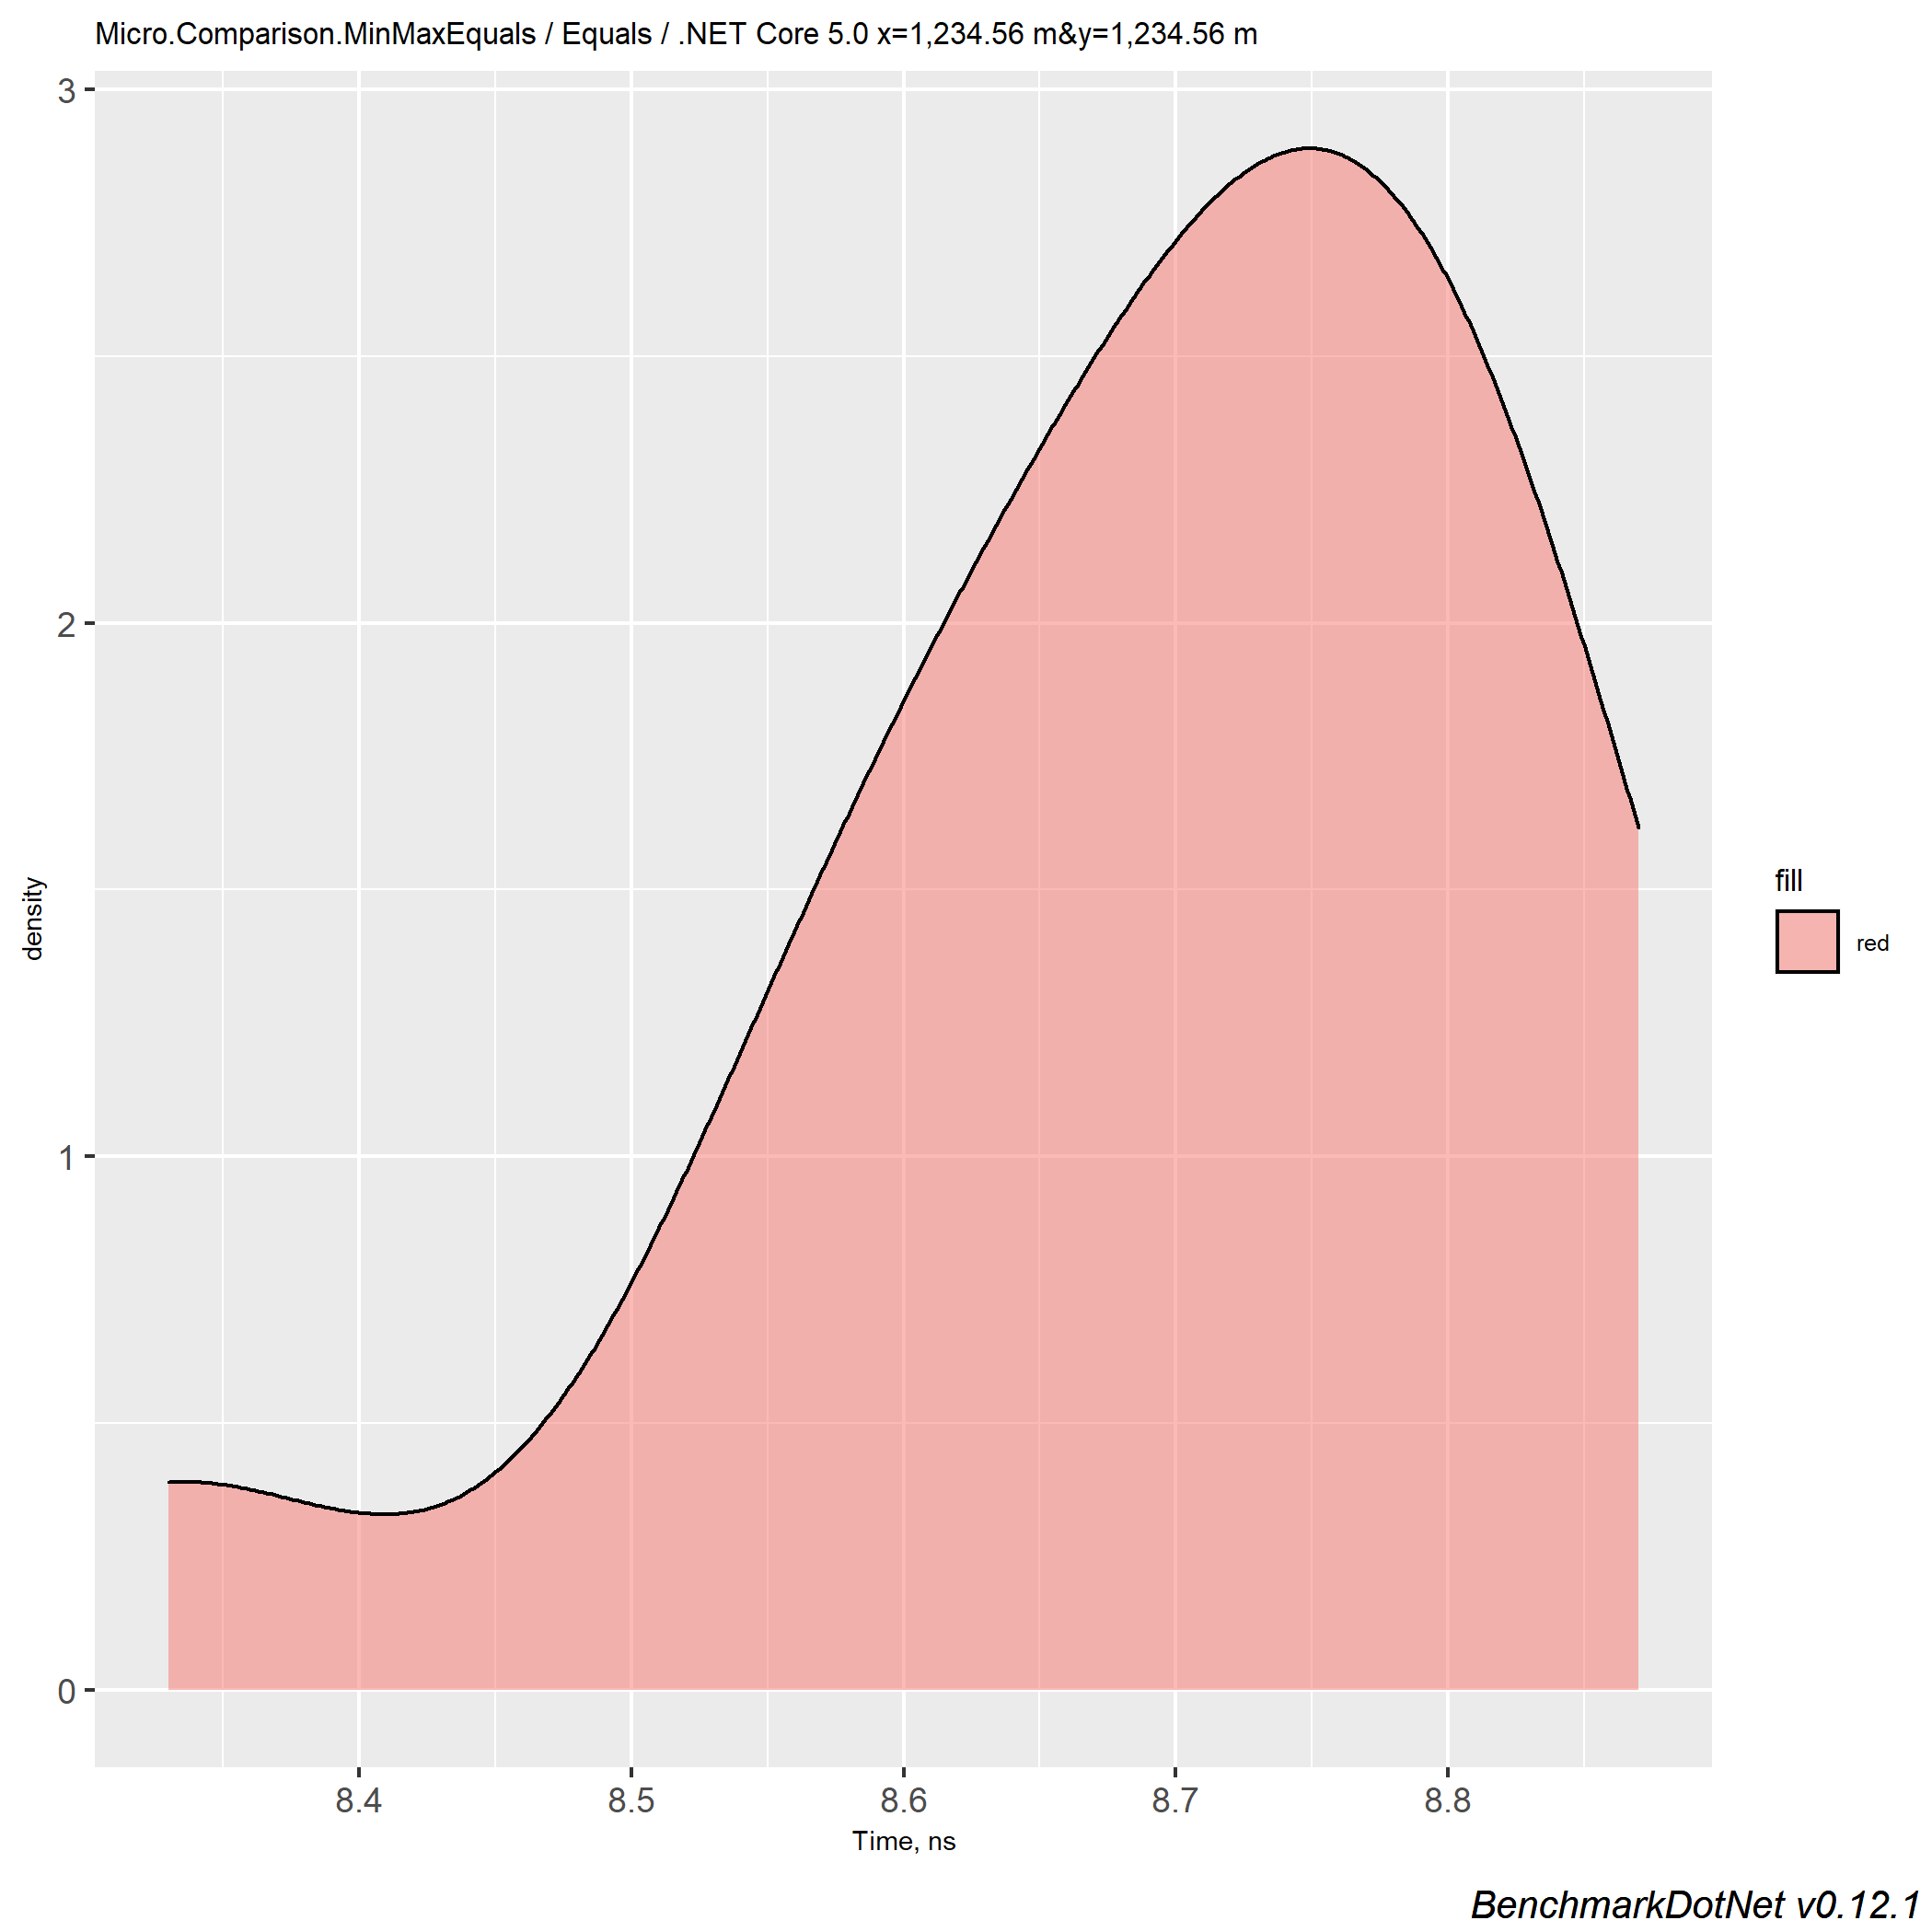 Micro.Comparison.MinMaxEquals / Equals / .NET Core 5.0 x=1,234.56 m&y=1,234.56 m
3
2
1
0
density
8.4 8.5 8.6 8.7 8.8
Time, ns
fill
red
BenchmarkDotNet v0.12.1